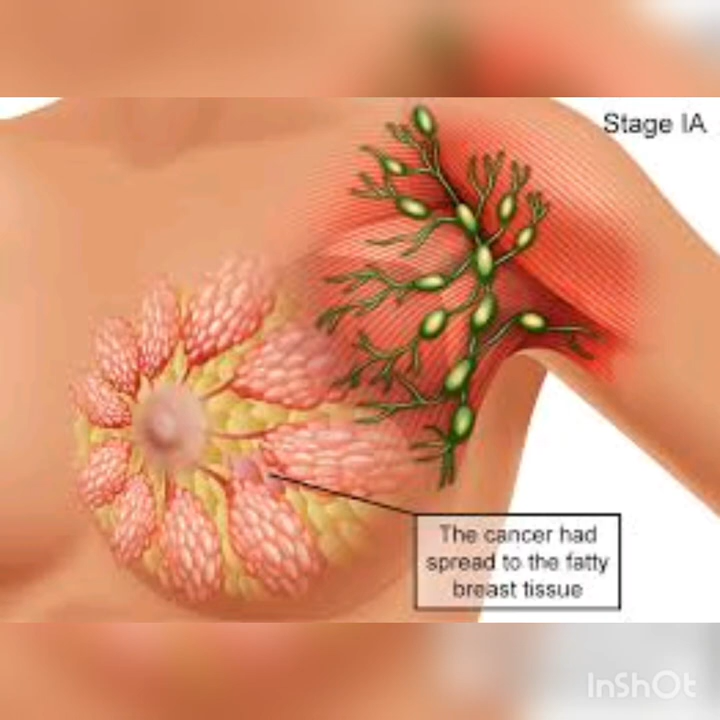 Stage IA
The cancer had
spread to the fatty
breast tissue
InShOt